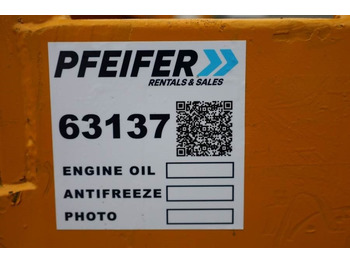 PFEIFER
RENTALS & SALES
63137
ENGINE OIL
ANTIFREEZE
PHOTO